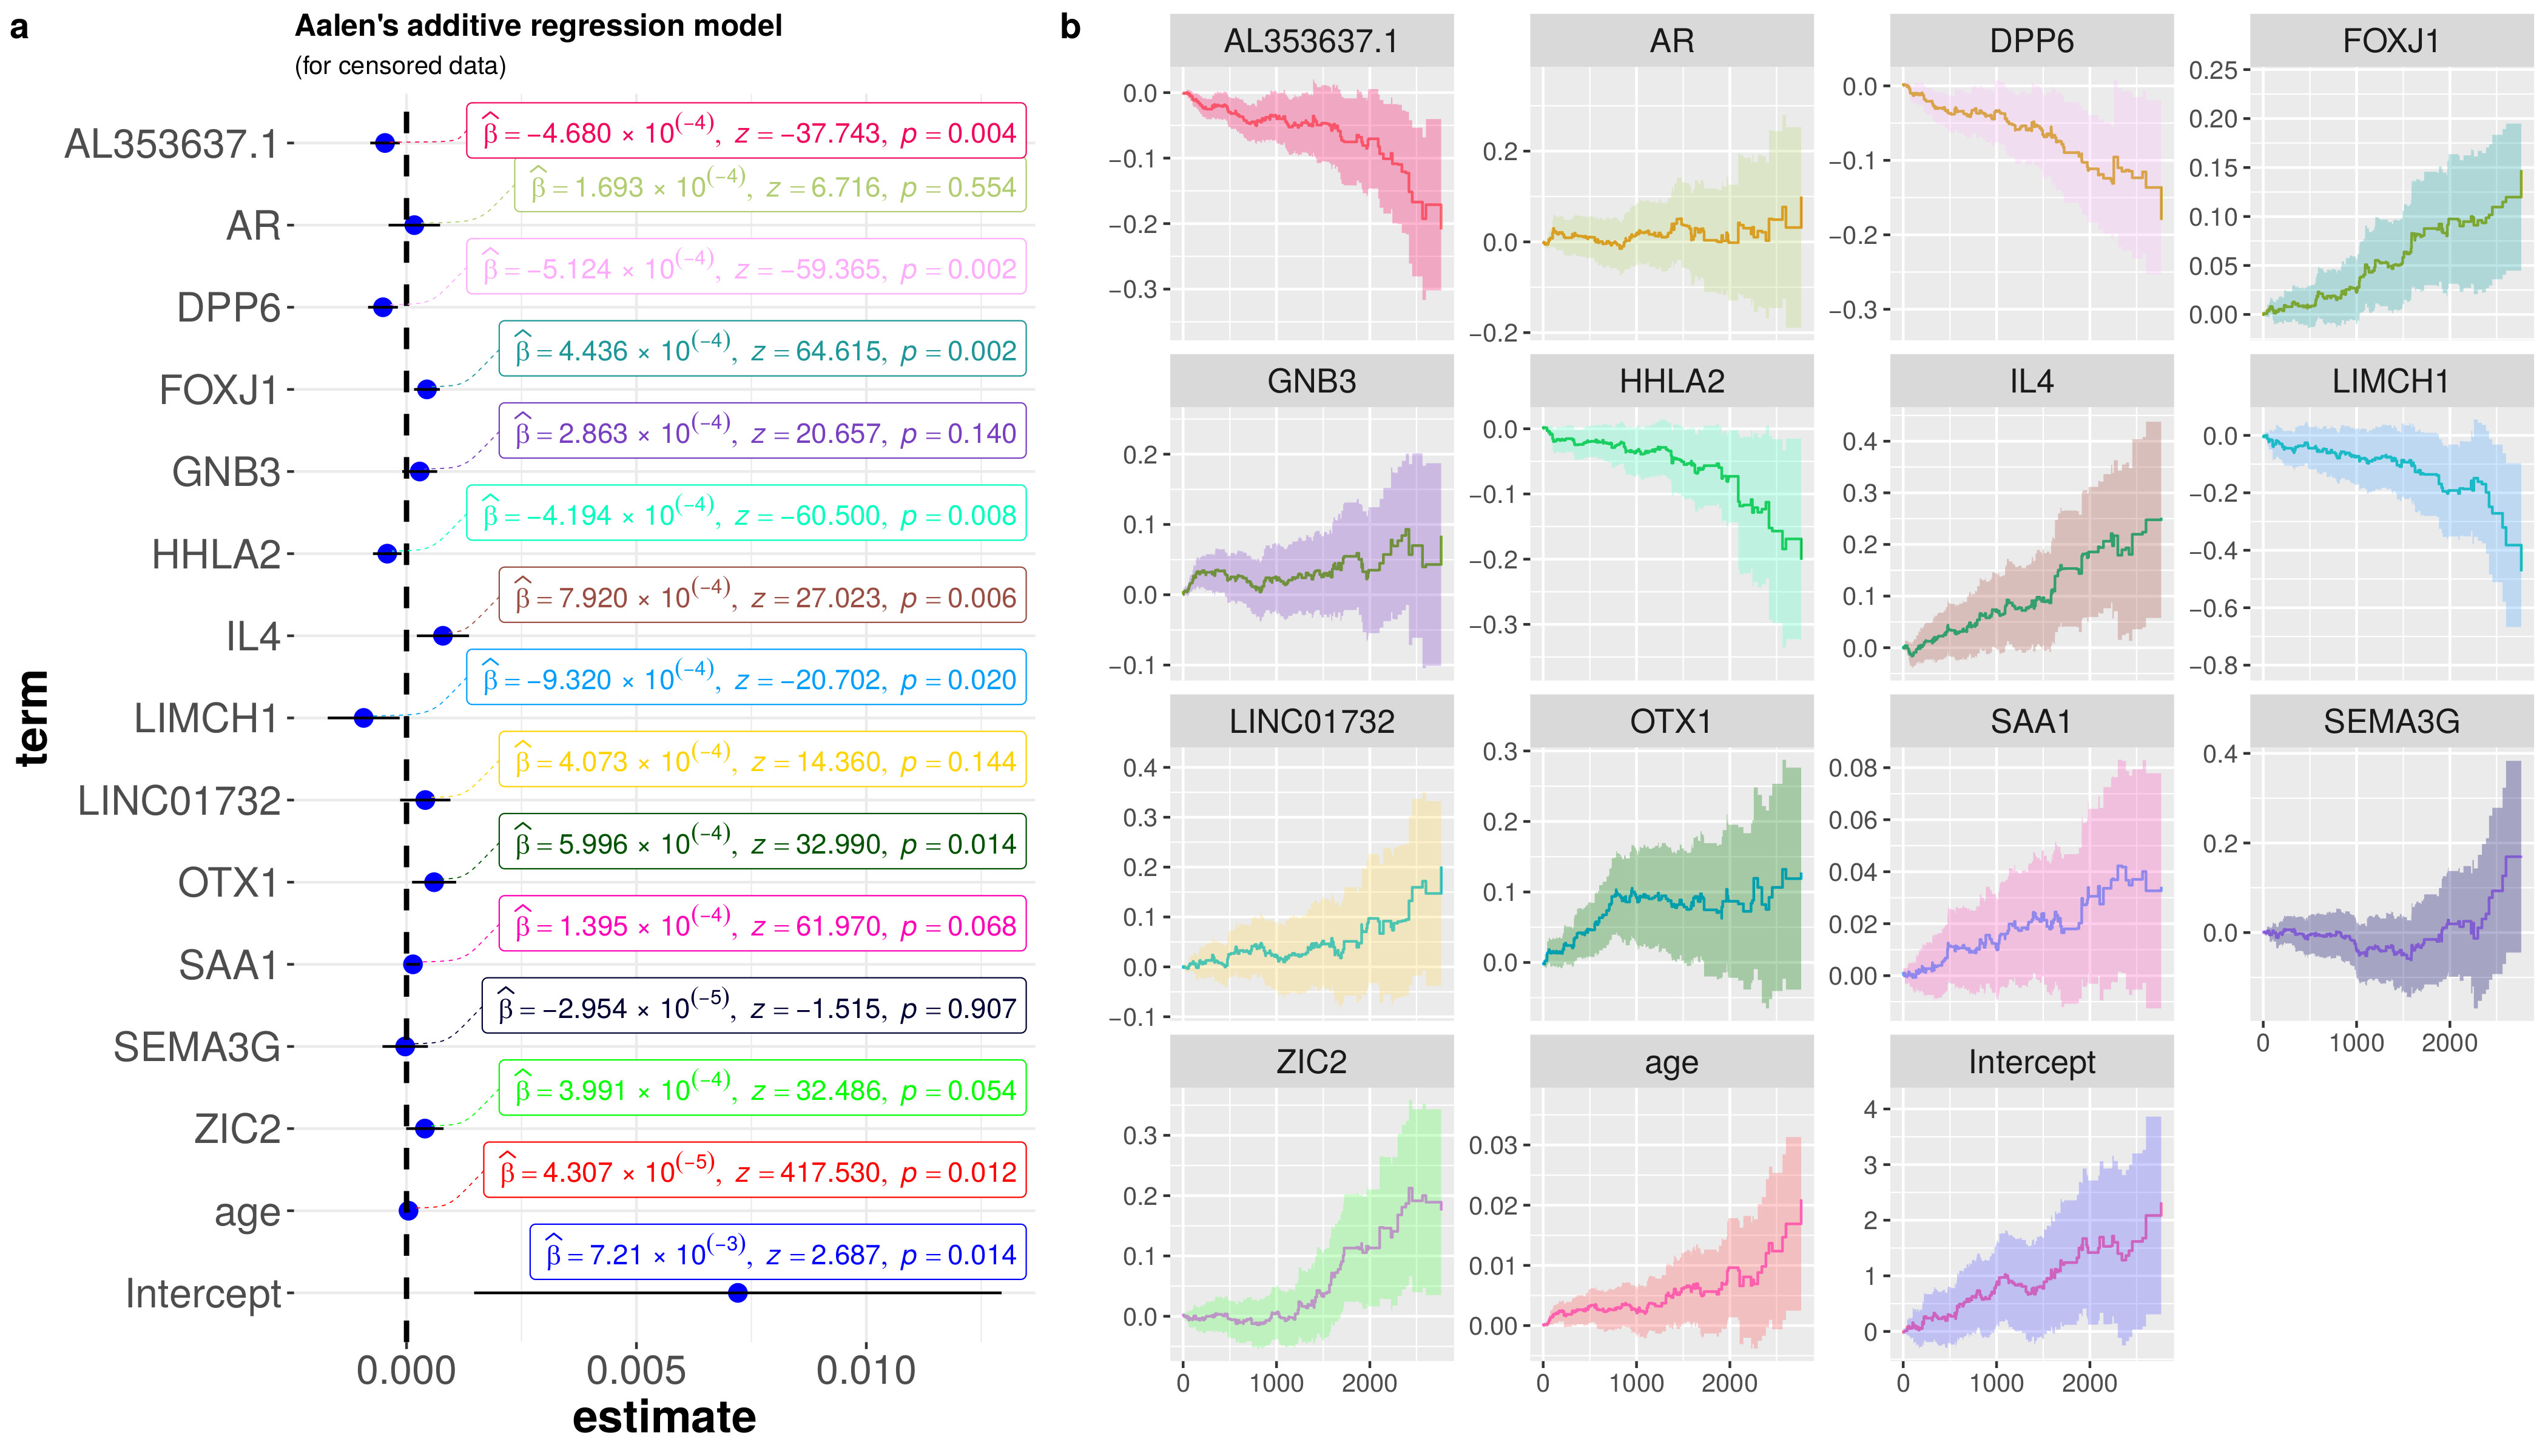 a
Aalen's additive regression model
(for censored data)
AL353637.1
β̂ = −4.680 × 10(−4), z = −37.743, p = 0.004
AR
β̂ = 1.693 × 10(−4), z = 6.716, p = 0.554
DPP6
β̂ = −5.124 × 10(−4), z = −59.365, p = 0.002
FOXJ1
β̂ = 4.436 × 10(−4), z = 64.615, p = 0.002
GNB3
β̂ = 2.863 × 10(−4), z = 20.657, p = 0.140
HHLA2
β̂ = −4.194 × 10(−4), z = −60.500, p = 0.008
IL4
β̂ = 7.920 × 10(−4), z = 27.023, p = 0.006
LIMCH1
β̂ = −9.320 × 10(−4), z = −20.702, p = 0.020
LINC01732
β̂ = 4.073 × 10(−4), z = 14.360, p = 0.144
OTX1
β̂ = 5.996 × 10(−4), z = 32.990, p = 0.014
SAA1
β̂ = 1.395 × 10(−4), z = 61.970, p = 0.068
SEMA3G
β̂ = −2.954 × 10(−5), z = −1.515, p = 0.907
ZIC2
β̂ = 3.991 × 10(−4), z = 32.486, p = 0.054
age
β̂ = 4.307 × 10(−5), z = 417.530, p = 0.012
Intercept
β̂ = 7.21 × 10(−3), z = 2.687, p = 0.014
term
0.000 0.005 0.010
estimate
b
AL353637.1
0.0
−0.1
−0.2
−0.3
AR
0.2
0.0
−0.2
DPP6
0.0
−0.1
−0.2
−0.3
FOXJ1
0.25
0.20
0.15
0.10
0.05
0.00
GNB3
0.2
0.1
0.0
−0.1
HHLA2
0.0
−0.1
−0.2
−0.3
IL4
0.4
0.3
0.2
0.1
0.0
LIMCH1
0.0
−0.2
−0.4
−0.6
−0.8
LINC01732
0.4
0.3
0.2
0.1
0.0
−0.1
OTX1
0.3
0.2
0.1
0.0
SAA1
0.08
0.06
0.04
0.02
0.00
SEMA3G
0.4
0.2
0.0
0 1000 2000
ZIC2
0.3
0.2
0.1
0.0
0 1000 2000
age
0.03
0.02
0.01
0.00
0 1000 2000
Intercept
4
3
2
1
0
0 1000 2000